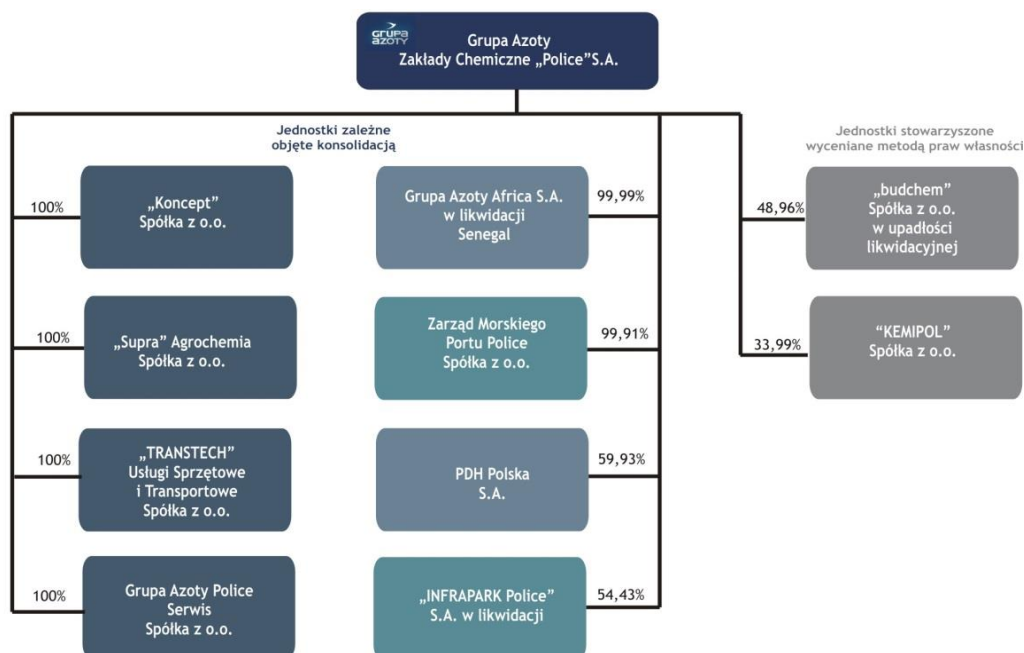 GRUPA
AZOTY
Grupa Azoty
Zakłady Chemiczne „Police”S.A.
Jednostki zależne
objęte konsolidacją
Jednostki stowarzyszone
wyceniane metodą praw własności
100%
„Koncept”
Spółka z o.o.
Grupa Azoty Africa S.A.
w likwidacji
Senegal
99,99%
48,96%
„budchem”
Spółka z o.o.
w upadłości
likwidacyjnej
100%
„Supra” Agrochemia
Spółka z o.o.
Zarząd Morskiego
Portu Police
Spółka z o.o.
99,91%
33,99%
“KEMIPOL”
Spółka z o.o.
100%
„TRANSTECH”
Usługi Sprzętowe
i Transportowe
Spółka z o.o.
PDH Polska
S.A.
59,93%
100%
Grupa Azoty Police
Serwis
Spółka z o.o.
„INFRAPARK Police”
S.A. w likwidacji
54,43%